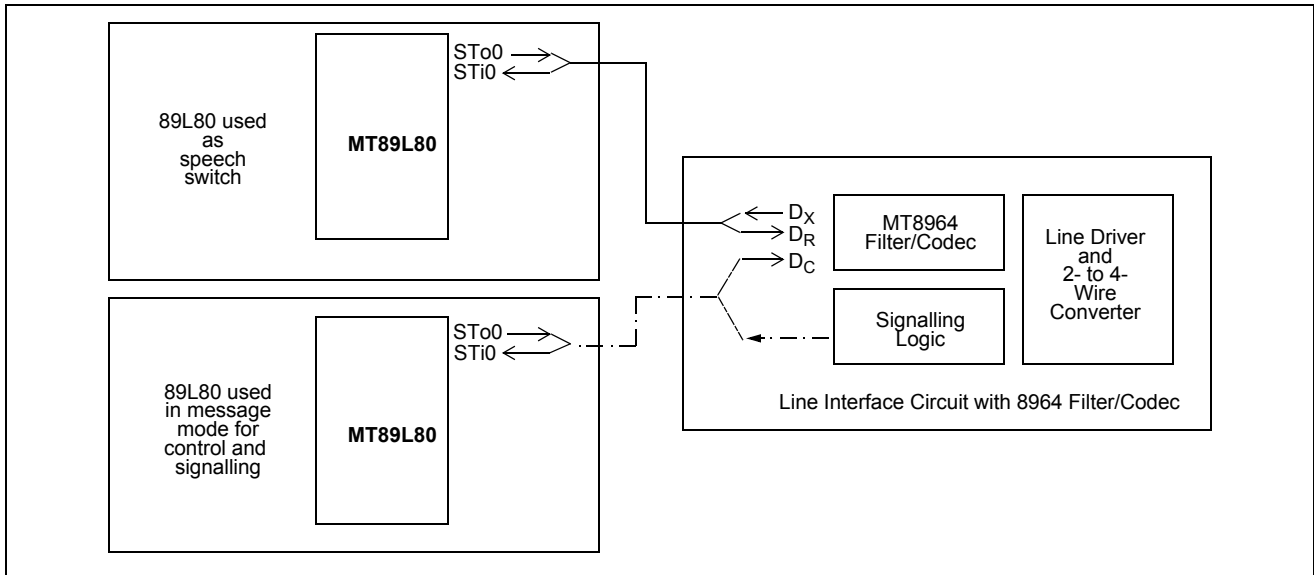 89L80 used
as
speech
switch
MT89L80
STo0
STi0
89L80 used
in message
mode for
control and
signalling
MT89L80
STo0
STi0
DX
DR
DC
MT8964
Filter/Codec
Signalling
Logic
Line Driver
and
2- to 4-
Wire
Converter
Line Interface Circuit with 8964 Filter/Codec